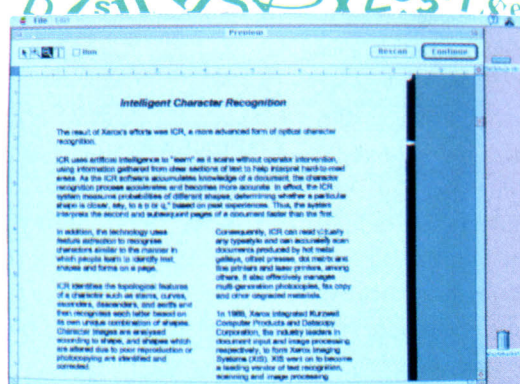 File Edit
Preview
Run
Rescan
Continue
Intelligent Character Recognition
The result of Xerox's efforts was ICR, a more advanced form of optical character
recognition.
ICR uses artificial intelligence to "learn" as it scans without operator intervention,
using information gathered from clear sections of text to help interpret hard-to-read
areas. As the ICR software accumulates knowledge of a document, the character
recognition process accelerates and becomes more accurate. In effect, the ICR
system measures probabilities of different shapes, determining whether a particular
shape is closer, say, to based on past experiences. Thus, the system
interprets the second and subsequent pages of a document faster than the first.
In addition, the technology uses
feature extraction to recognise
characters similar to the manner in
which people learn to identify
shapes and forms on a page.
ICR identifies the topological features
of a character such as stems, curves,
ascenders, descenders, and serifs and
then recognises each letter based on
its own unique combination of shapes.
Character images are analysed
according to shape, and shapes which
are altered due to poor reproduction or
photocopying are identified and
corrected.
Consequently, ICR can read virtually
any typestyle and can accurately scan
documents produced by hot metal
galleys, offset presses, dot matrix and
line printers and laser printers, among
others. It also effectively manages
multi-generation photocopies, fax copy
and other degraded materials.
In 1988, Xerox integrated Kurzweil
Computer Products and Datacopy
Corporation, the industry leaders in
document input and image processing,
respectively, to form Xerox Imaging
Systems (XIS). XIS went on to become
a leading vendor of text recognition,
scanning and image processing